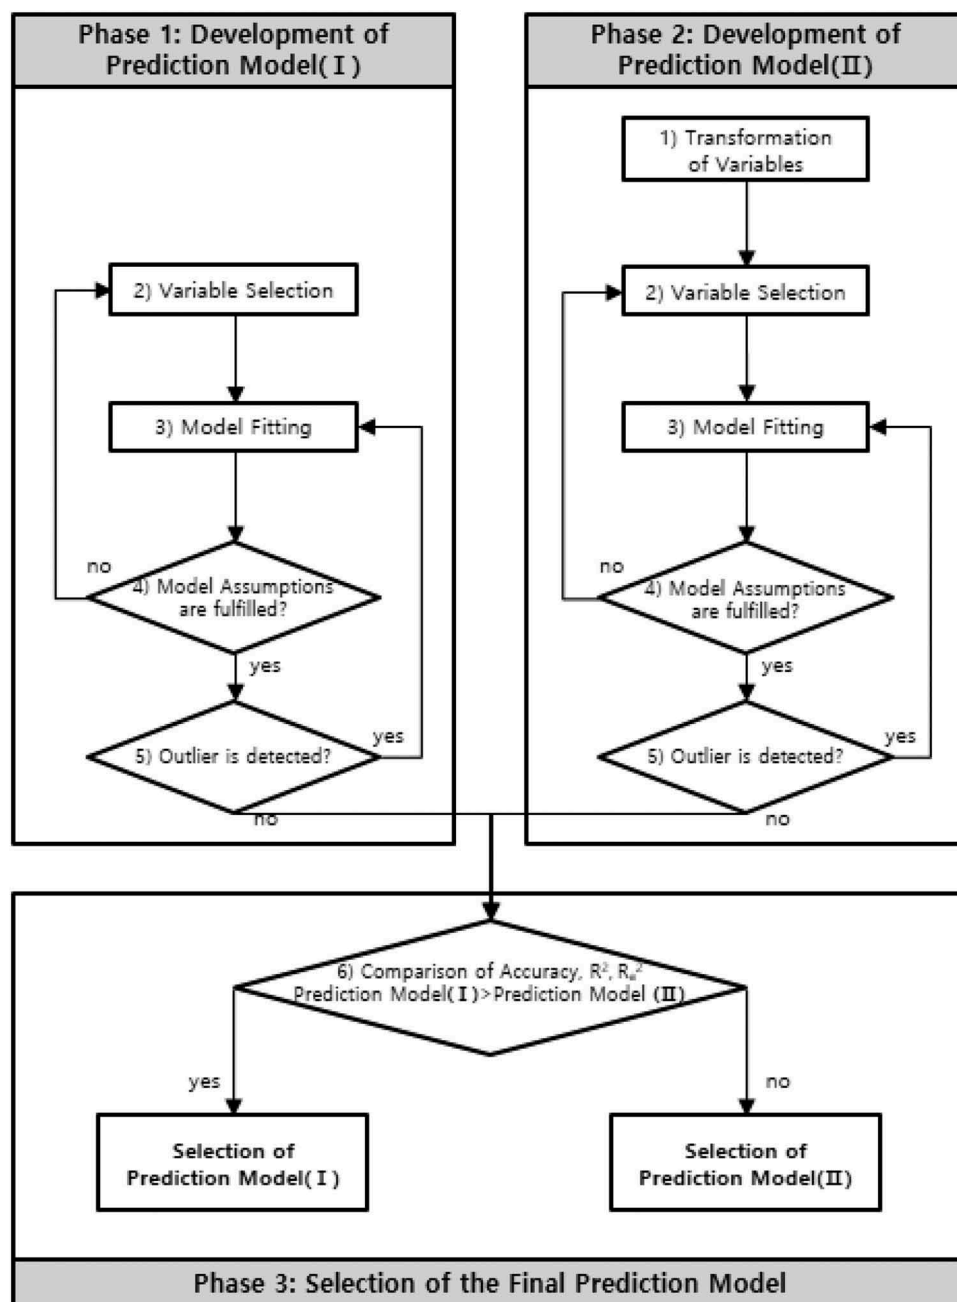 Phase 1: Development of
Prediction Model(Ⅰ)
2) Variable Selection
3) Model Fitting
no
4) Model Assumptions
are fulfilled?
yes
5) Outlier is detected?
yes
no
Phase 2: Development of
Prediction Model(Ⅱ)
1) Transformation
of Variables
2) Variable Selection
3) Model Fitting
no
4) Model Assumptions
are fulfilled?
yes
5) Outlier is detected?
yes
no
6) Comparison of Accuracy, R², Rₐ²
Prediction Model(Ⅰ)>Prediction Model (Ⅱ)
yes
no
Selection of
Prediction Model(Ⅰ)
Selection of
Prediction Model(Ⅱ)
Phase 3: Selection of the Final Prediction Model